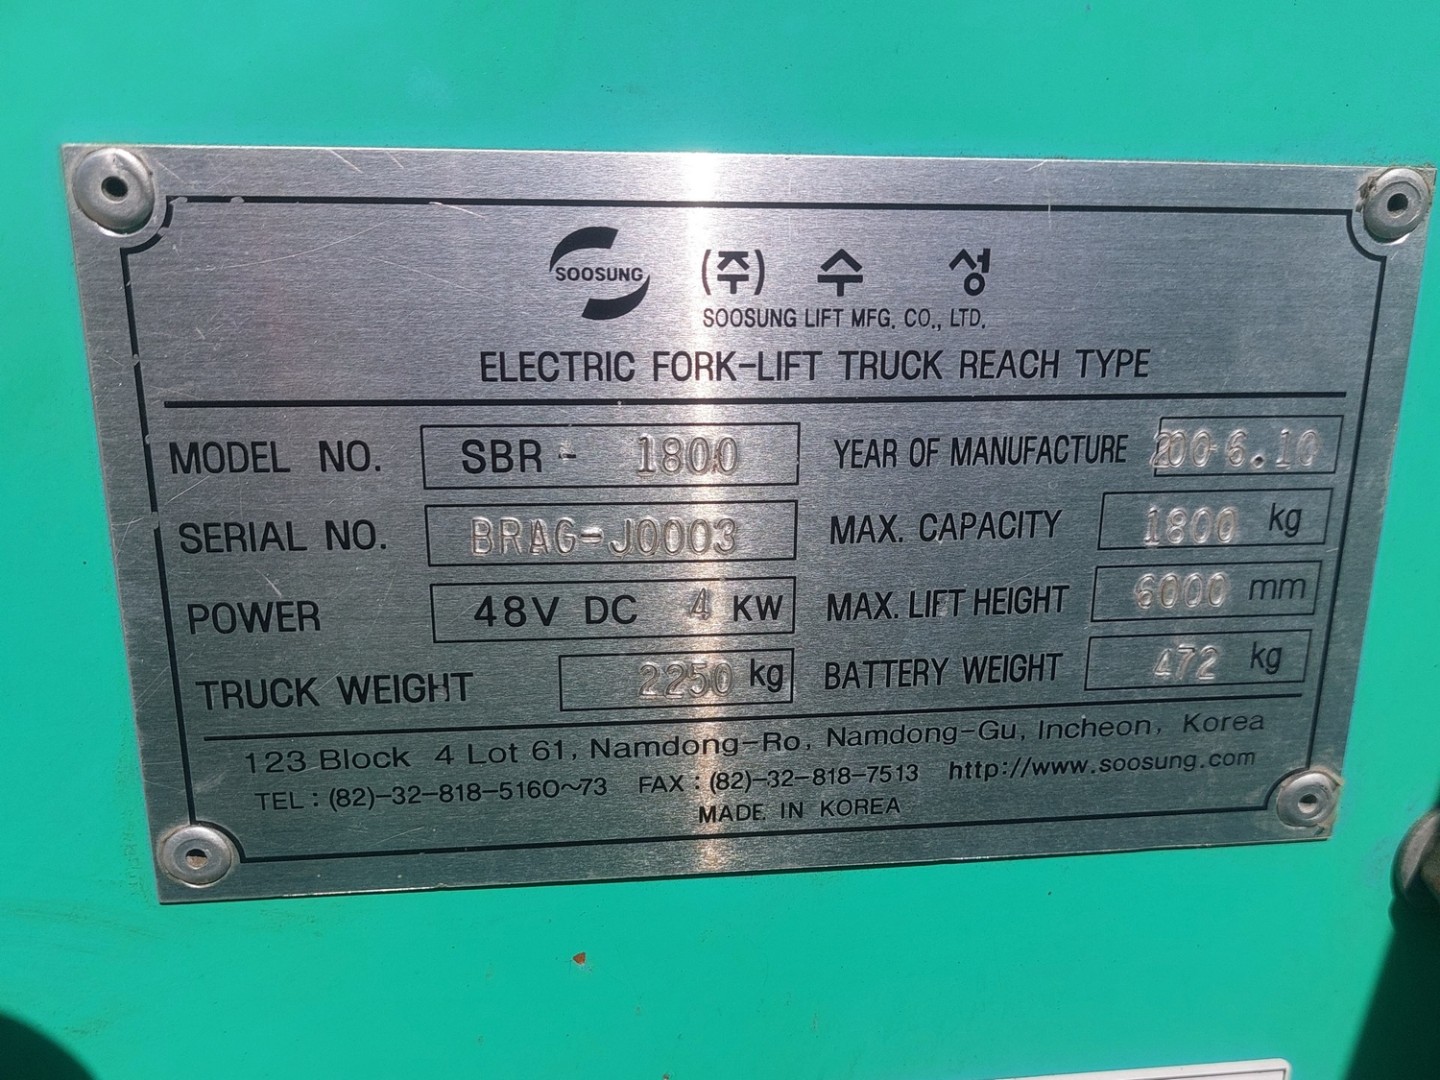 SOOSUNG (주) 수 성
SOOSUNG LIFT MFG. CO., LTD.
ELECTRIC FORK-LIFT TRUCK REACH TYPE
MODEL NO. SBR - 1800 YEAR OF MANUFACTURE 2006.10
SERIAL NO. BRAG-J0003 MAX. CAPACITY 1800 kg
POWER 48V DC 4 KW MAX. LIFT HEIGHT 6000 mm
TRUCK WEIGHT 2250 kg BATTERY WEIGHT 472 kg
123 Block 4 Lot 61, Namdong-Ro, Namdong-Gu, Incheon, Korea
TEL : (82)-32-818-5160~73 FAX : (82)-32-818-7513 http://www.soosung.com
MADE IN KOREA